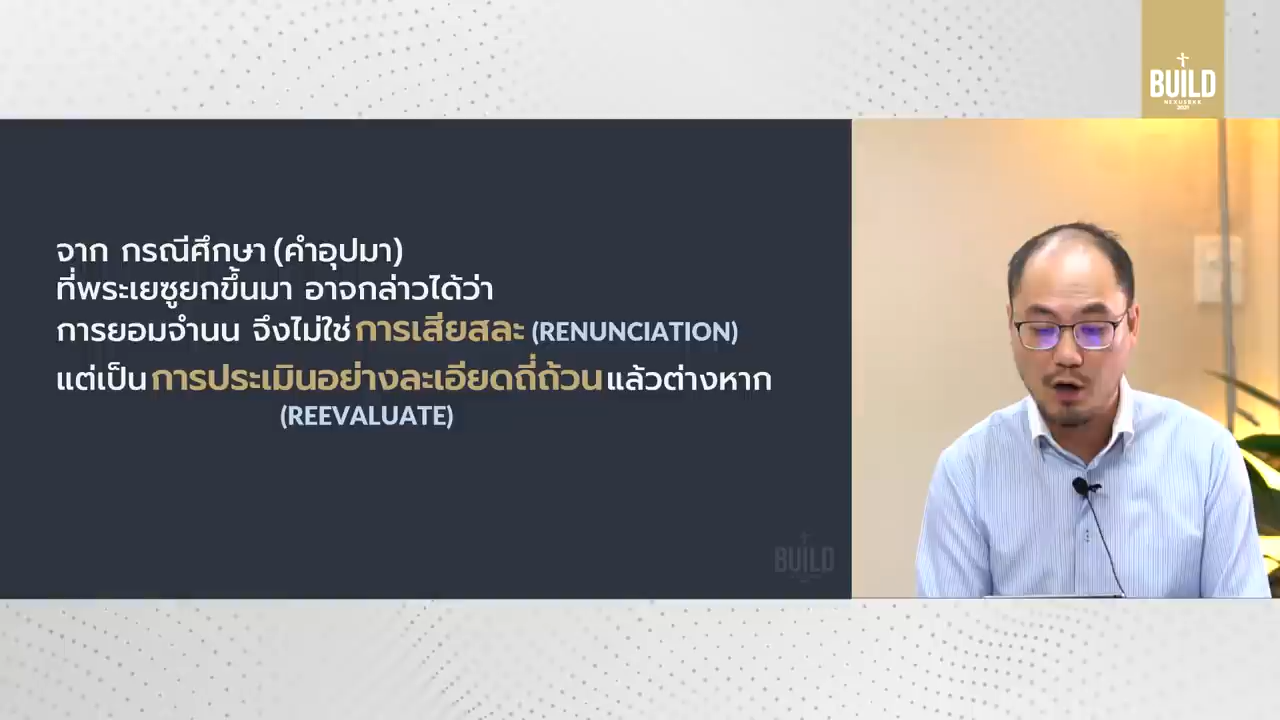 BUILD
NEXUSBKK
2021
จาก กรณีศึกษา (คำอุปมา)
ที่พระเยซูยกขึ้นมา อาจกล่าวได้ว่า
การยอมจำนน จึงไม่ใช่ การเสียสละ (RENUNCIATION)
แต่เป็น การประเมินอย่างละเอียดถี่ถ้วน แล้วต่างหาก
(REEVALUATE)
BUILD